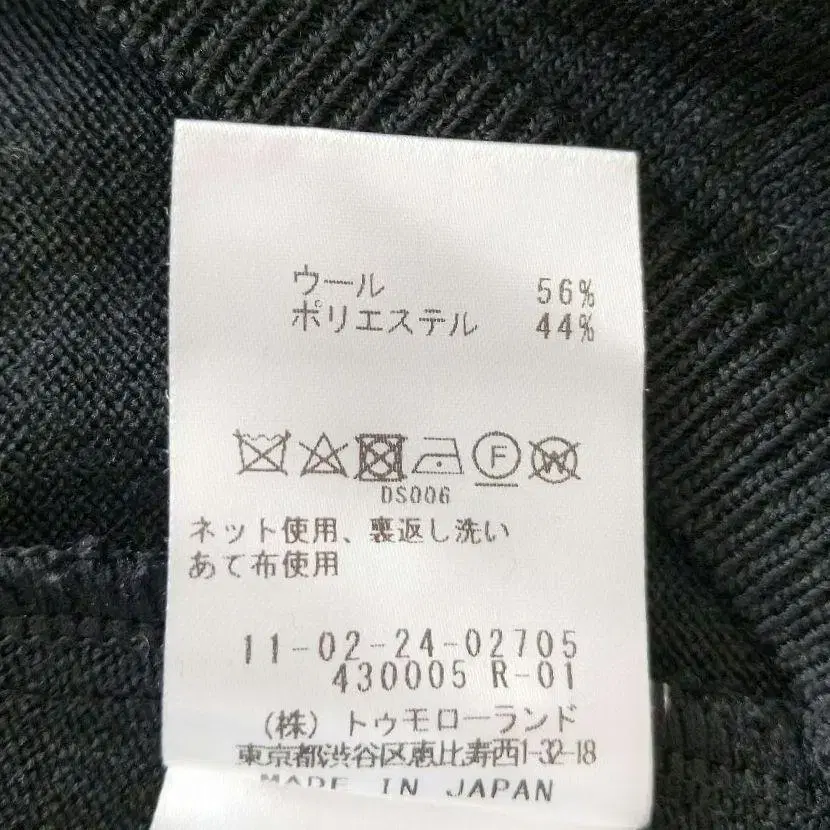 ウール 56%
ポリエステル 44%
F W
DS006
ネット使用、裏返し洗い
あて布使用
11-02-24-02705
430005 R-01
(株)トゥモローランド
東京都渋谷区恵比寿西1-32-18
MADE IN JAPAN